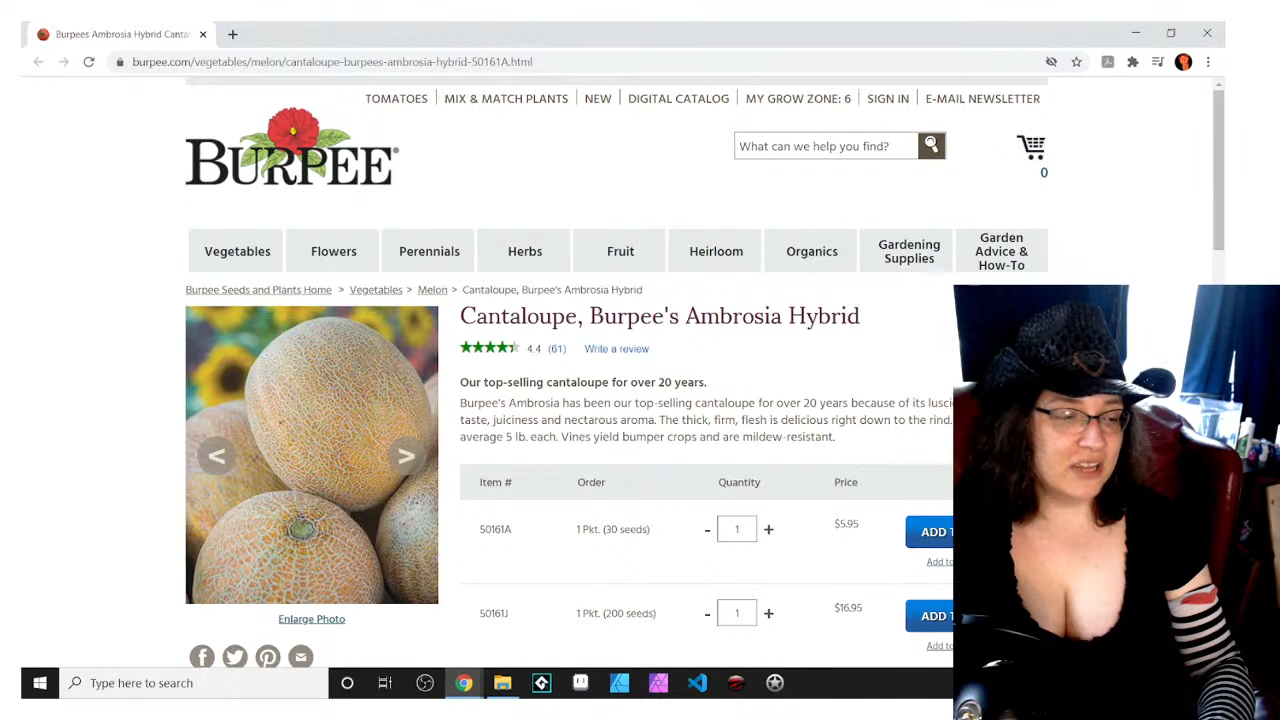 Burpees Ambrosia Hybrid Canta
burpee.com/vegetables/melon/cantaloupe-burpees-ambrosia-hybrid-50161A.html
TOMATOES MIX & MATCH PLANTS NEW DIGITAL CATALOG MY GROW ZONE: 6 SIGN IN E-MAIL NEWSLETTER
BURPEE®
What can we help you find?
0
Vegetables Flowers Perennials Herbs Fruit Heirloom Organics Gardening Supplies Garden Advice & How-To
Burpee Seeds and Plants Home > Vegetables > Melon > Cantaloupe, Burpee's Ambrosia Hybrid
Cantaloupe, Burpee's Ambrosia Hybrid
4.4 (61) Write a review
Our top-selling cantaloupe for over 20 years.
Burpee's Ambrosia has been our top-selling cantaloupe for over 20 years because of its lusci
taste, juiciness and nectarous aroma. The thick, firm, flesh is delicious right down to the rind.
average 5 lb. each. Vines yield bumper crops and are mildew-resistant.
< >
Item # Order Quantity Price
50161A 1 Pkt. (30 seeds) - 1 + $5.95 ADD T
Add to
50161J 1 Pkt. (200 seeds) - 1 + $16.95 ADD T
Add to
Enlarge Photo
Type here to search